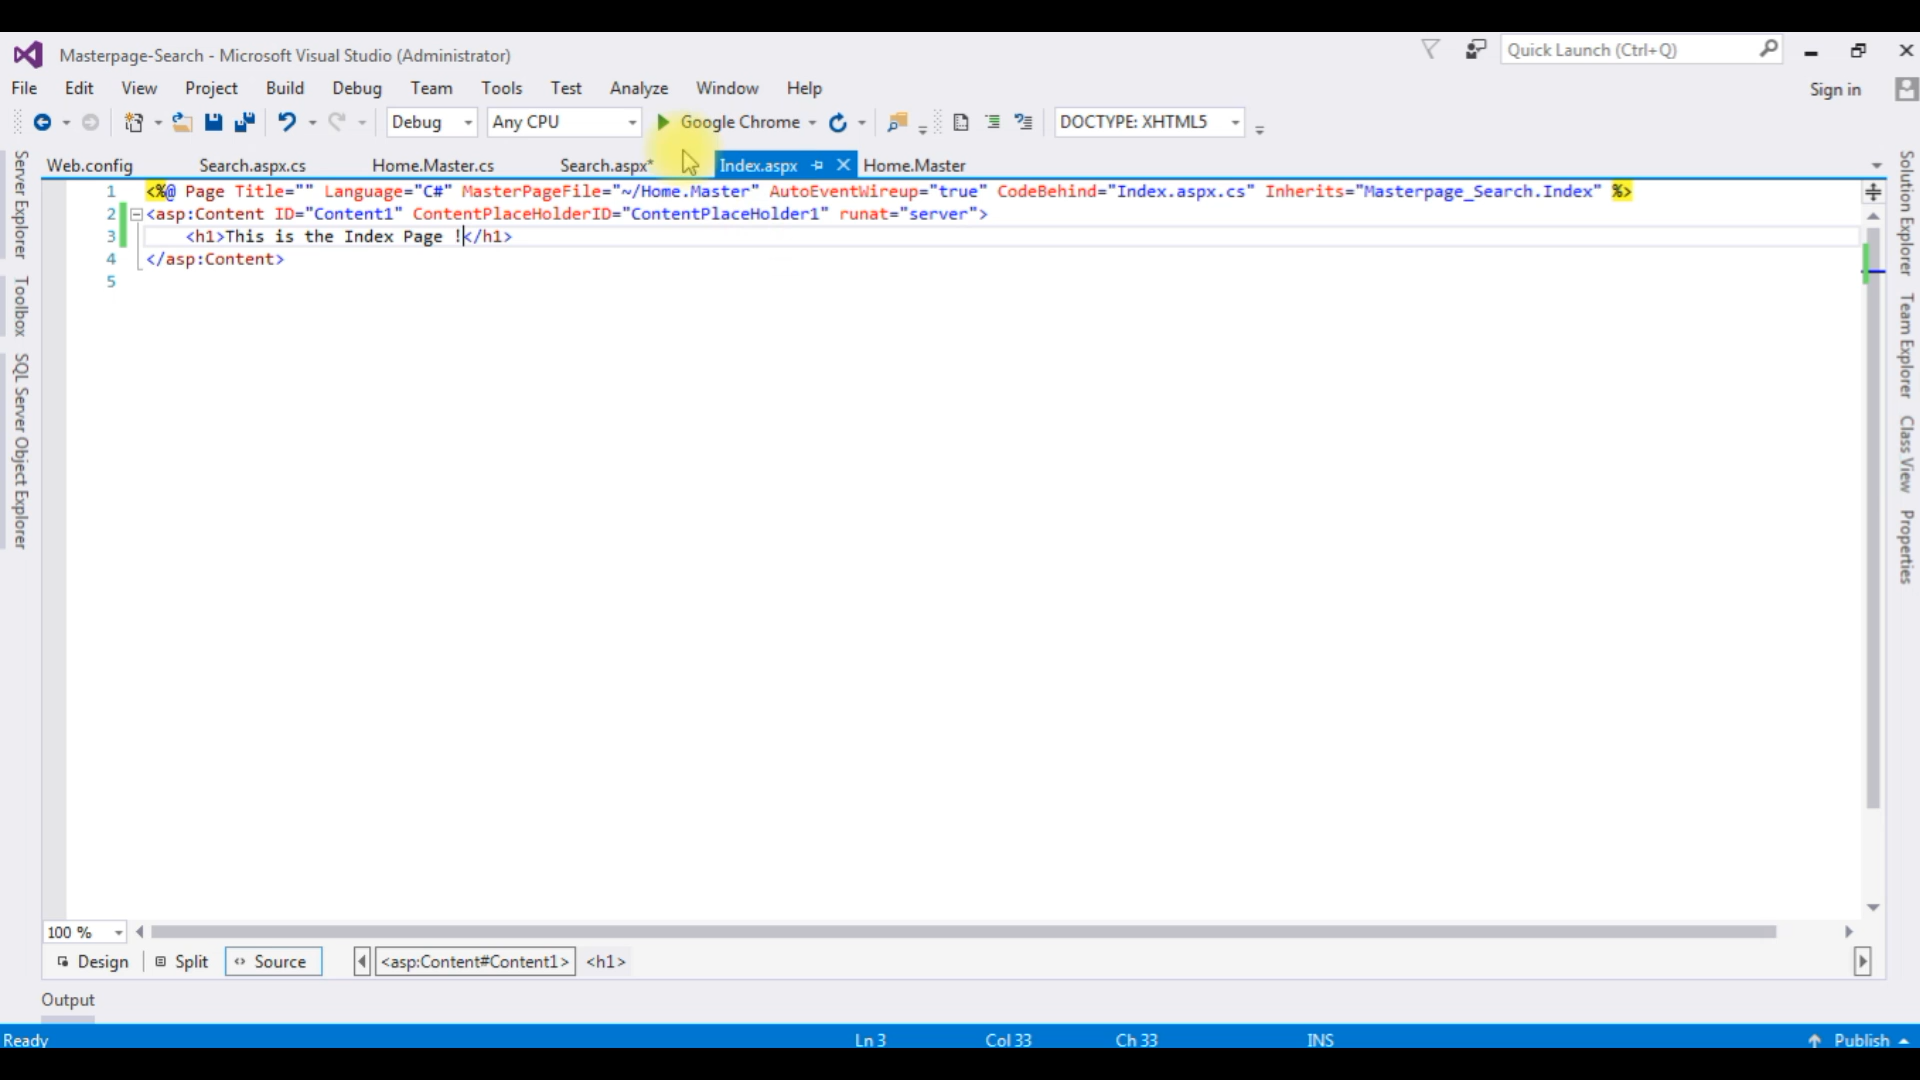 Masterpage-Search - Microsoft Visual Studio (Administrator)
Quick Launch (Ctrl+Q)
File Edit View Project Build Debug Team Tools Test Analyze Window Help
Sign in
Debug Any CPU Google Chrome DOCTYPE: XHTML5
Web.config Search.aspx.cs Home.Master.cs Search.aspx* Index.aspx Home.Master
1 <%@ Page Title="" Language="C#" MasterPageFile="~/Home.Master" AutoEventWireup="true" CodeBehind="Index.aspx.cs" Inherits="Masterpage_Search.Index" %>
2 <asp:Content ID="Content1" ContentPlaceHolderID="ContentPlaceHolder1" runat="server">
3 <h1>This is the Index Page !</h1>
4 </asp:Content>
5
Server Explorer
Toolbox
SQL Server Object Explorer
Solution Explorer
Team Explorer
Class View
Properties
100 %
Design Split Source <asp:Content#Content1> <h1>
Output
Ready Ln 3 Col 33 Ch 33 INS Publish